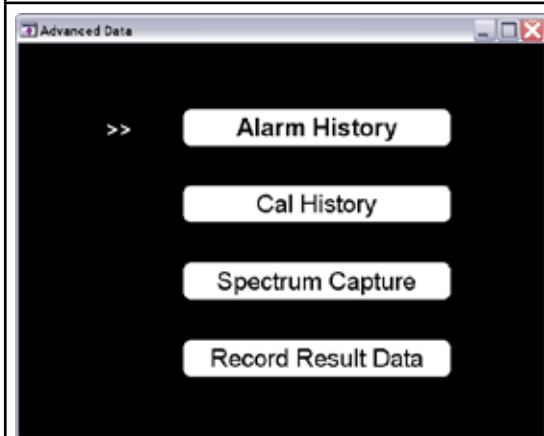 Advanced Data
>> Alarm History
Cal History
Spectrum Capture
Record Result Data